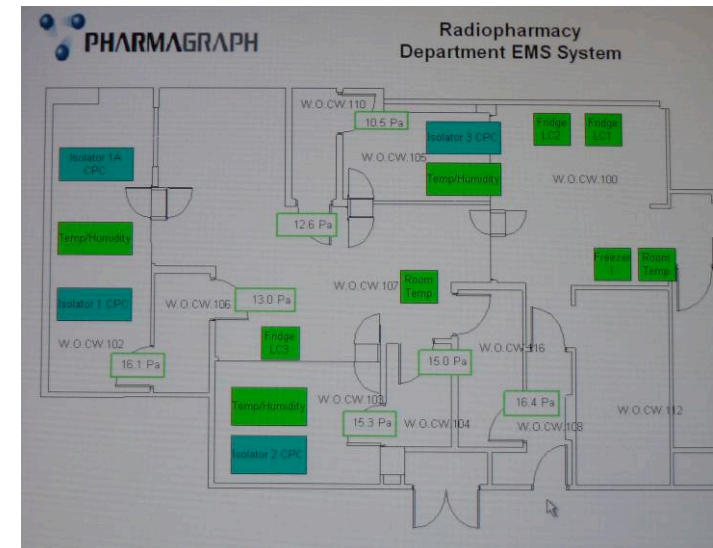 PHARMAGRAPH
Radiopharmacy
Department EMS System
W.O.CW.110
10.5 Pa
Isolator 3 CPC
Fridge
LC2
Fridge
LC1
Isolator 1A
CPC
W.O.CW.105
Temp/Humidity
W.O.CW.100
12.6 Pa
Temp/Humidity
Freezer
1
Room
Temp
Room
Temp
W.O.CW.107
13.0 Pa
W.O.CW.106
Isolator 1 CPC
Fridge
LC3
W.O.CW.102
W.O.CW.116
15.0 Pa
16.1 Pa
Temp/Humidity
W.O.CW.103
16.4 Pa
W.O.CW.112
15.3 Pa
W.O.CW.104
W.O.CW.108
Isolator 2 CPC